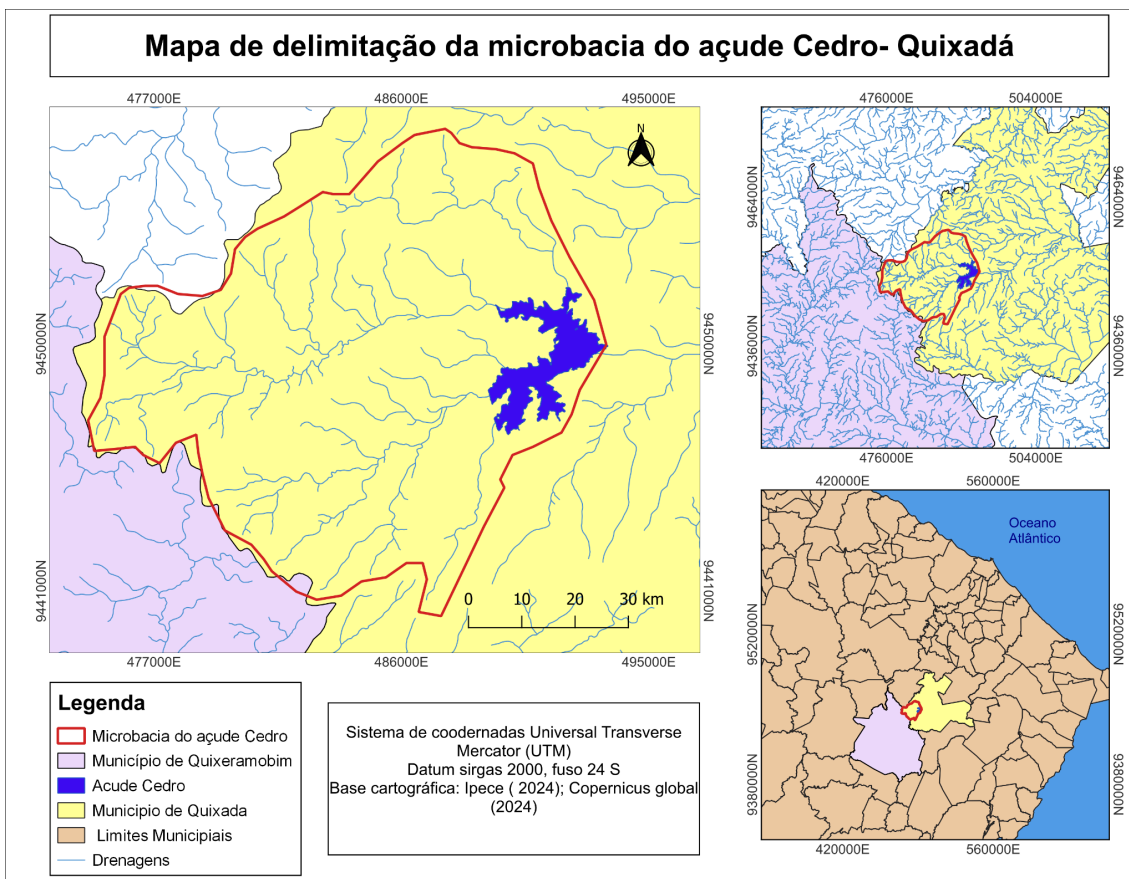 Mapa de delimitação da microbacia do açude Cedro- Quixadá
477000E
486000E
495000E
N
9450000N
9450000N
9441000N
9441000N
0 10 20 30 km
477000E
486000E
495000E
476000E
504000E
9464000N
9464000N
9436000N
9436000N
476000E
504000E
420000E
560000E
Oceano
Atlântico
9520000N
9520000N
9380000N
9380000N
420000E
560000E
Legenda
Microbacia do açude Cedro
Município de Quixeramobim
Acude Cedro
Municipio de Quixada
Limites Municipiais
Drenagens
Sistema de coodernadas Universal Transverse
Mercator (UTM)
Datum sirgas 2000, fuso 24 S
Base cartográfica: Ipece ( 2024); Copernicus global
(2024)